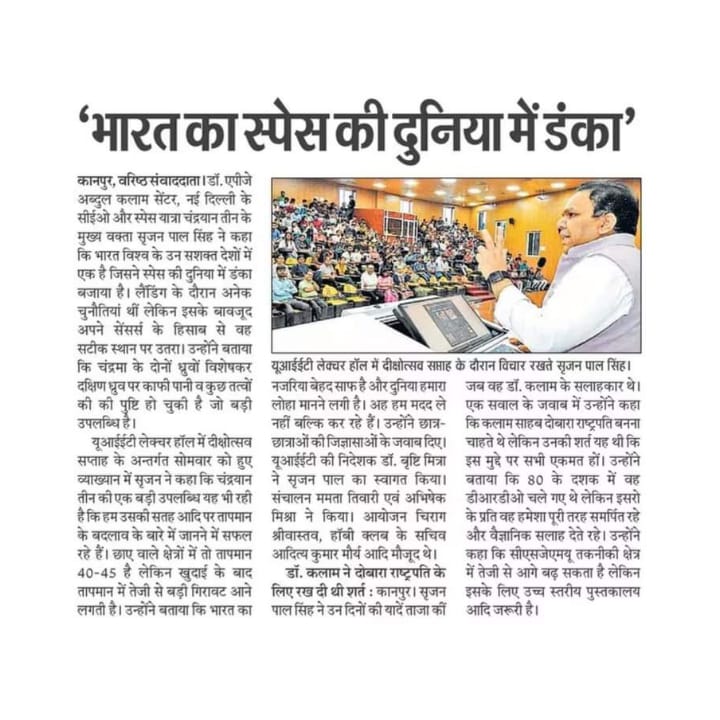 ‘भारत का स्पेस की दुनिया में डंका’
कानपुर, वरिष्ठ संवाददाता। डॉ. एपीजे
अब्दुल कलाम सेंटर, नई दिल्ली के
सीईओ और स्पेस यात्रा चंद्रयान तीन के
मुख्य वक्ता सृजन पाल सिंह ने कहा
कि भारत विश्व के उन सशक्त देशों में
एक है जिसने स्पेस की दुनिया में डंका
बजाया है। लैंडिंग के दौरान अनेक
चुनौतियां थीं लेकिन इसके बावजूद
अपने सेंसर्स के हिसाब से वह
सटीक स्थान पर उतरा। उन्होंने बताया
कि चंद्रमा के दोनों ध्रुवों विशेषकर
दक्षिण ध्रुव पर काफी पानी व कुछ तत्वों
की की पुष्टि हो चुकी है जो बड़ी
उपलब्धि है।
यूआईईटी लेक्चर हॉल में दीक्षोत्सव
सप्ताह के अन्तर्गत सोमवार को हुए
व्याख्यान में सृजन ने कहा कि चंद्रयान
तीन की एक बड़ी उपलब्धि यह भी रही
है कि हम उसकी सतह आदि पर तापमान
के बदलाव के बारे में जानने में सफल
रहे हैं। छाए वाले क्षेत्रों में तो तापमान
40-45 है लेकिन खुदाई के बाद
तापमान में तेजी से बड़ी गिरावट आने
लगती है। उन्होंने बताया कि भारत का
यूआईईटी लेक्चर हॉल में दीक्षोत्सव सप्ताह के दौरान विचार रखते सृजन पाल सिंह।
नजरिया बेहद साफ है और दुनिया हमारा
लोहा मानने लगी है। अह हम मदद ले
नहीं बल्कि कर रहे हैं। उन्होंने छात्र-
छात्राओं की जिज्ञासाओं के जवाब दिए।
यूआईईटी की निदेशक डॉ. वृष्टि मित्रा
ने सृजन पाल का स्वागत किया।
संचालन ममता तिवारी एवं अभिषेक
मिश्रा ने किया। आयोजन चिराग
श्रीवास्तव, हॉबी क्लब के सचिव
आदित्य कुमार मौर्य आदि मौजूद थे।
डॉ. कलाम ने दोबारा राष्ट्रपति के
लिए रख दी थी शर्त : कानपुर। सृजन
पाल सिंह ने उन दिनों की यादें ताजा कीं
जब वह डॉ. कलाम के सलाहकार थे।
एक सवाल के जवाब में उन्होंने कहा
कि कलाम साहब दोबारा राष्ट्रपति बनना
चाहते थे लेकिन उनकी शर्त यह थी कि
इस मुद्दे पर सभी एकमत हों। उन्होंने
बताया कि 80 के दशक में वह
डीआरडीओ चले गए थे लेकिन इसरो
के प्रति वह हमेशा पूरी तरह समर्पित रहे
और वैज्ञानिक सलाह देते रहे। उन्होंने
कहा कि सीएसजेएमयू तकनीकी क्षेत्र
में तेजी से आगे बढ़ सकता है लेकिन
इसके लिए उच्च स्तरीय पुस्तकालय
आदि जरूरी है।